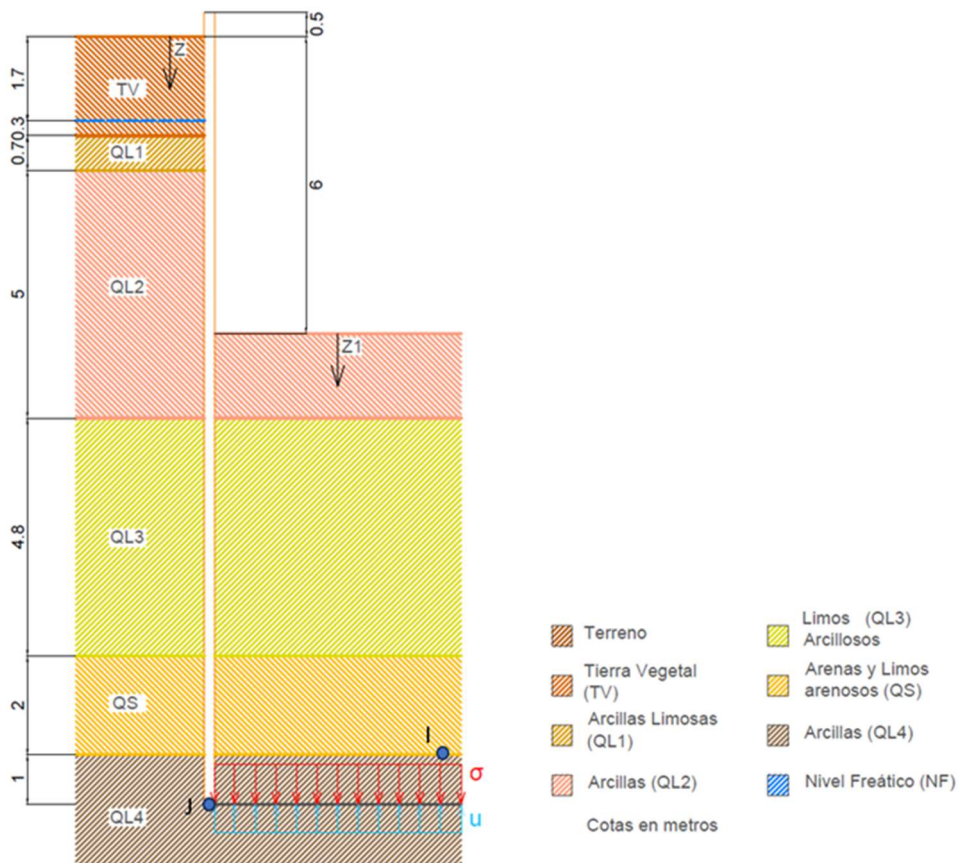 0.5
1.7
Z
TV
0.3
0.7
QL1
6
QL2
5
Z1
4.8
QL3
2
QS
I
1
σ
J
u
QL4
Terreno
Tierra Vegetal
(TV)
Arcillas Limosas
(QL1)
Arcillas (QL2)
Limos (QL3)
Arcillosos
Arenas y Limos
arenosos (QS)
Arcillas (QL4)
Nivel Freático (NF)
Cotas en metros